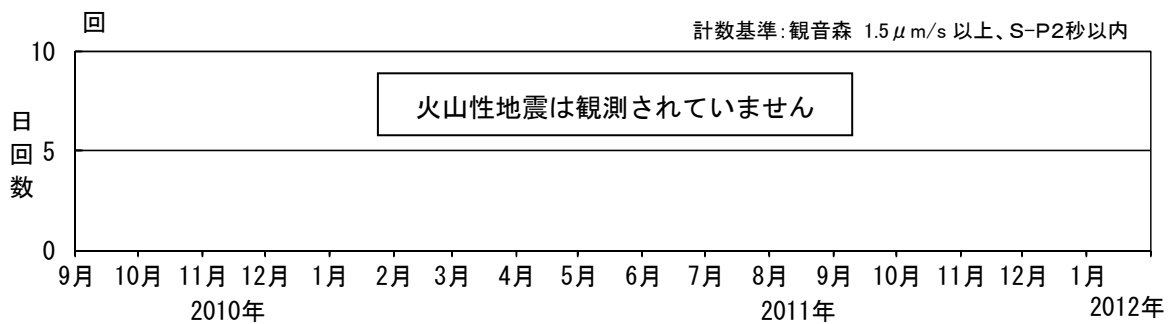 回
計数基準：観音森 1.5μm/s 以上、S-P2秒以内
10
火山性地震は観測されていません
日回数
5
0
9月 10月 11月 12月 1月 2月 3月 4月 5月 6月 7月 8月 9月 10月 11月 12月 1月
2010年 2011年 2012年